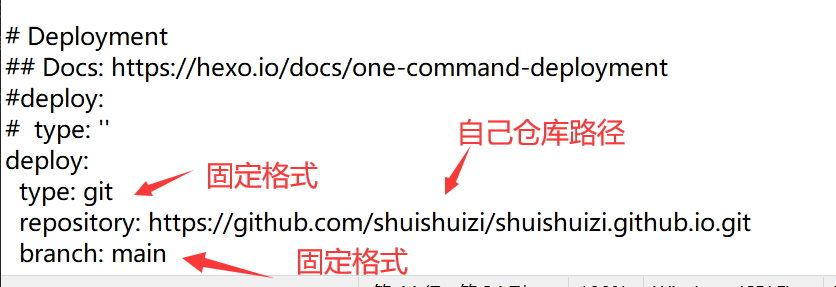 # Deployment
## Docs: https://hexo.io/docs/one-command-deployment
#deploy:
#  type: ''
自己仓库路径
deploy:
固定格式
  type: git
  repository: https://github.com/shuishuizi/shuishuizi.github.io.git
  branch: main
固定格式